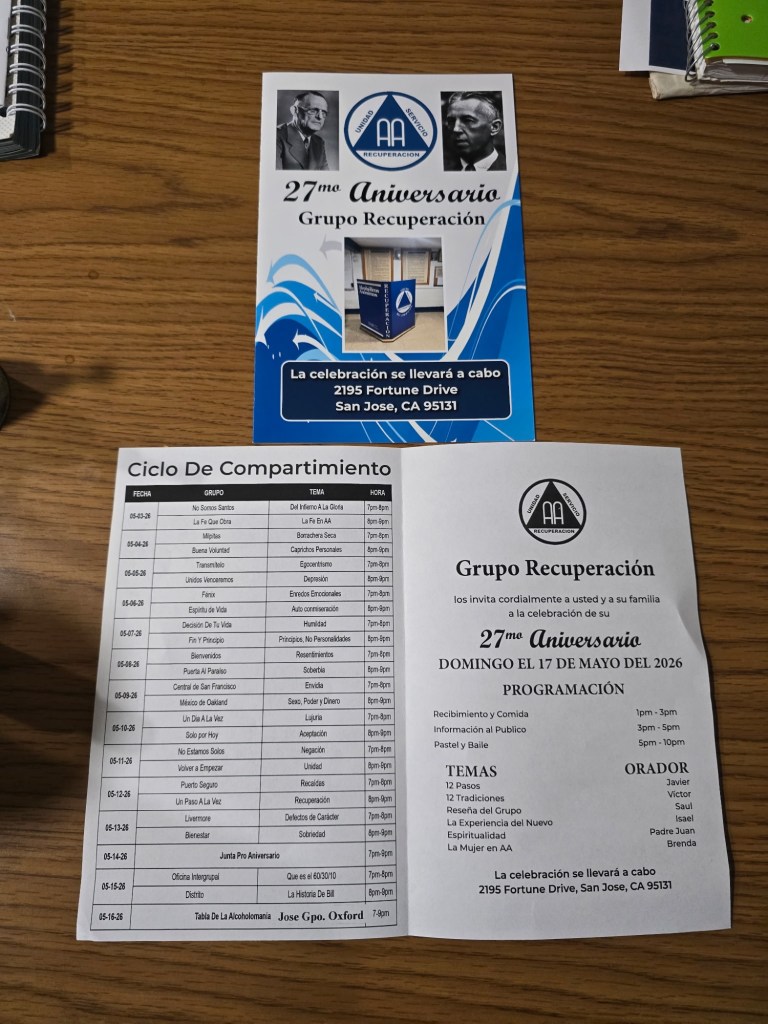 UNIDAD
SERVICIO
AA
RECUPERACION
27mo Aniversario
Grupo Recuperación
RECUPERACIÓN
La celebración se llevará a cabo
2195 Fortune Drive
San Jose, CA 95131
Ciclo De Compartimiento
FECHA GRUPO TEMA HORA
05-03-26 No Somos Santos Del Infierno A La Gloria 7pm-8pm
La Fe Que Obra La Fe En AA 8pm-9pm
05-04-26 Milpitas Borrachera Seca 7pm-8pm
Buena Voluntad Caprichos Personales 8pm-9pm
05-05-26 Transmitelo Egocentrismo 7pm-8pm
Unidos Venceremos Depresión 8pm-9pm
05-06-26 Fenix Enredos Emocionales 7pm-8pm
Espíritu de Vida Auto conmiseración 8pm-9pm
05-07-26 Decisión De Tu Vida Humildad 7pm-8pm
Fin Y Principio Principios, No Personalidades 8pm-9pm
05-08-26 Bienvenidos Resentimientos 7pm-8pm
Puerta Al Paraiso Soberbia 8pm-9pm
05-09-26 Central de San Francisco Envidia 7pm-8pm
México de Oakland Sexo, Poder y Dinero 8pm-9pm
05-10-26 Un Dia A La Vez Lujuria 7pm-8pm
Solo por Hoy Aceptación 8pm-9pm
05-11-26 No Estamos Solos Negación 7pm-8pm
Volver a Empezar Unidad 8pm-9pm
05-12-26 Puerto Seguro Recaídas 7pm-8pm
Un Paso A La Vez Recuperación 8pm-9pm
05-13-26 Livermore Defectos de Carácter 7pm-8pm
Bienestar Sobriedad 8pm-9pm
05-14-26 Junta Pro Aniversario 7pm-9pm
05-15-26 Oficina Intergrupal Que es el 60/30/10 7pm-8pm
Distrito La Historia De Bill 8pm-9pm
05-16-26 Tabla De La Alcoholomania Jose Gpo. Oxford 7-9pm
UNIDAD
SERVICIO
AA
RECUPERACION
Grupo Recuperación
los invita cordialmente a usted y a su familia
a la celebración de su
27mo Aniversario
DOMINGO EL 17 DE MAYO DEL 2026
PROGRAMACIÓN
Recibimiento y Comida 1pm - 3pm
Información al Publico 3pm - 5pm
Pastel y Baile 5pm - 10pm
TEMAS ORADOR
12 Pasos Javier
12 Tradiciones Victor
Reseña del Grupo Saul
La Experiencia del Nuevo Isael
Espiritualidad Padre Juan
La Mujer en AA Brenda
La celebración se llevará a cabo
2195 Fortune Drive, San Jose, CA 95131